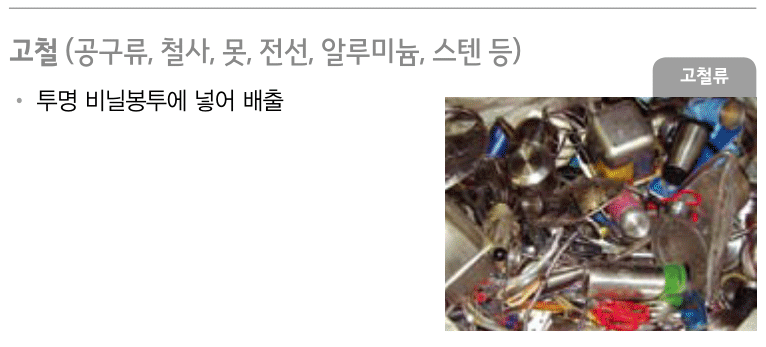 고철 (공구류, 철사, 못, 전선, 알루미늄, 스텐 등)
고철류
• 투명 비닐봉투에 넣어 배출